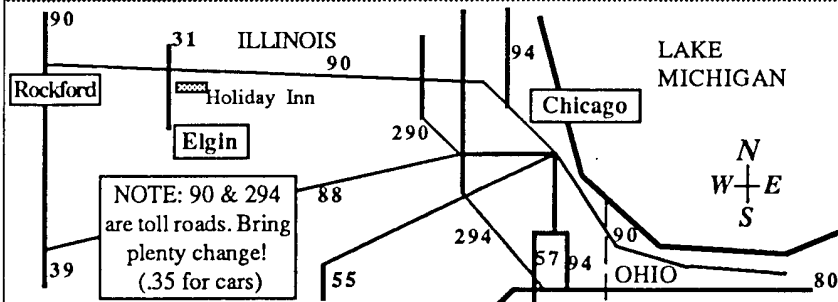 90
31
ILLINOIS
94
LAKE
MICHIGAN
90
Rockford
Holiday Inn
Chicago
290
Elgin
N
W E
S
NOTE: 90 & 294
are toll roads. Bring
plenty change!
(.35 for cars)
88
294
90
39
55
57
94
OHIO
80